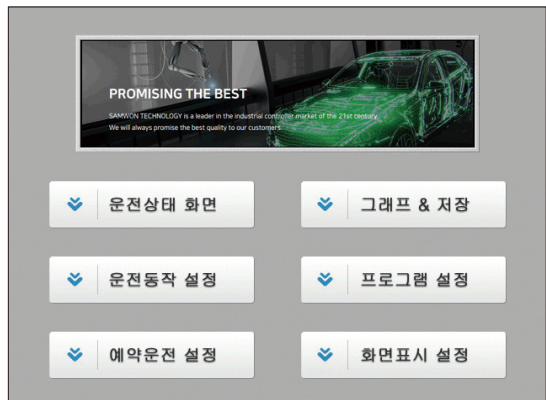 PROMISING THE BEST
SAMWON TECHNOLOGY is a leader in the industrial controller market of the 21st century.
We will always promise the best quality to our customers.
운전상태 화면
그래프 & 저장
운전동작 설정
프로그램 설정
예약운전 설정
화면표시 설정